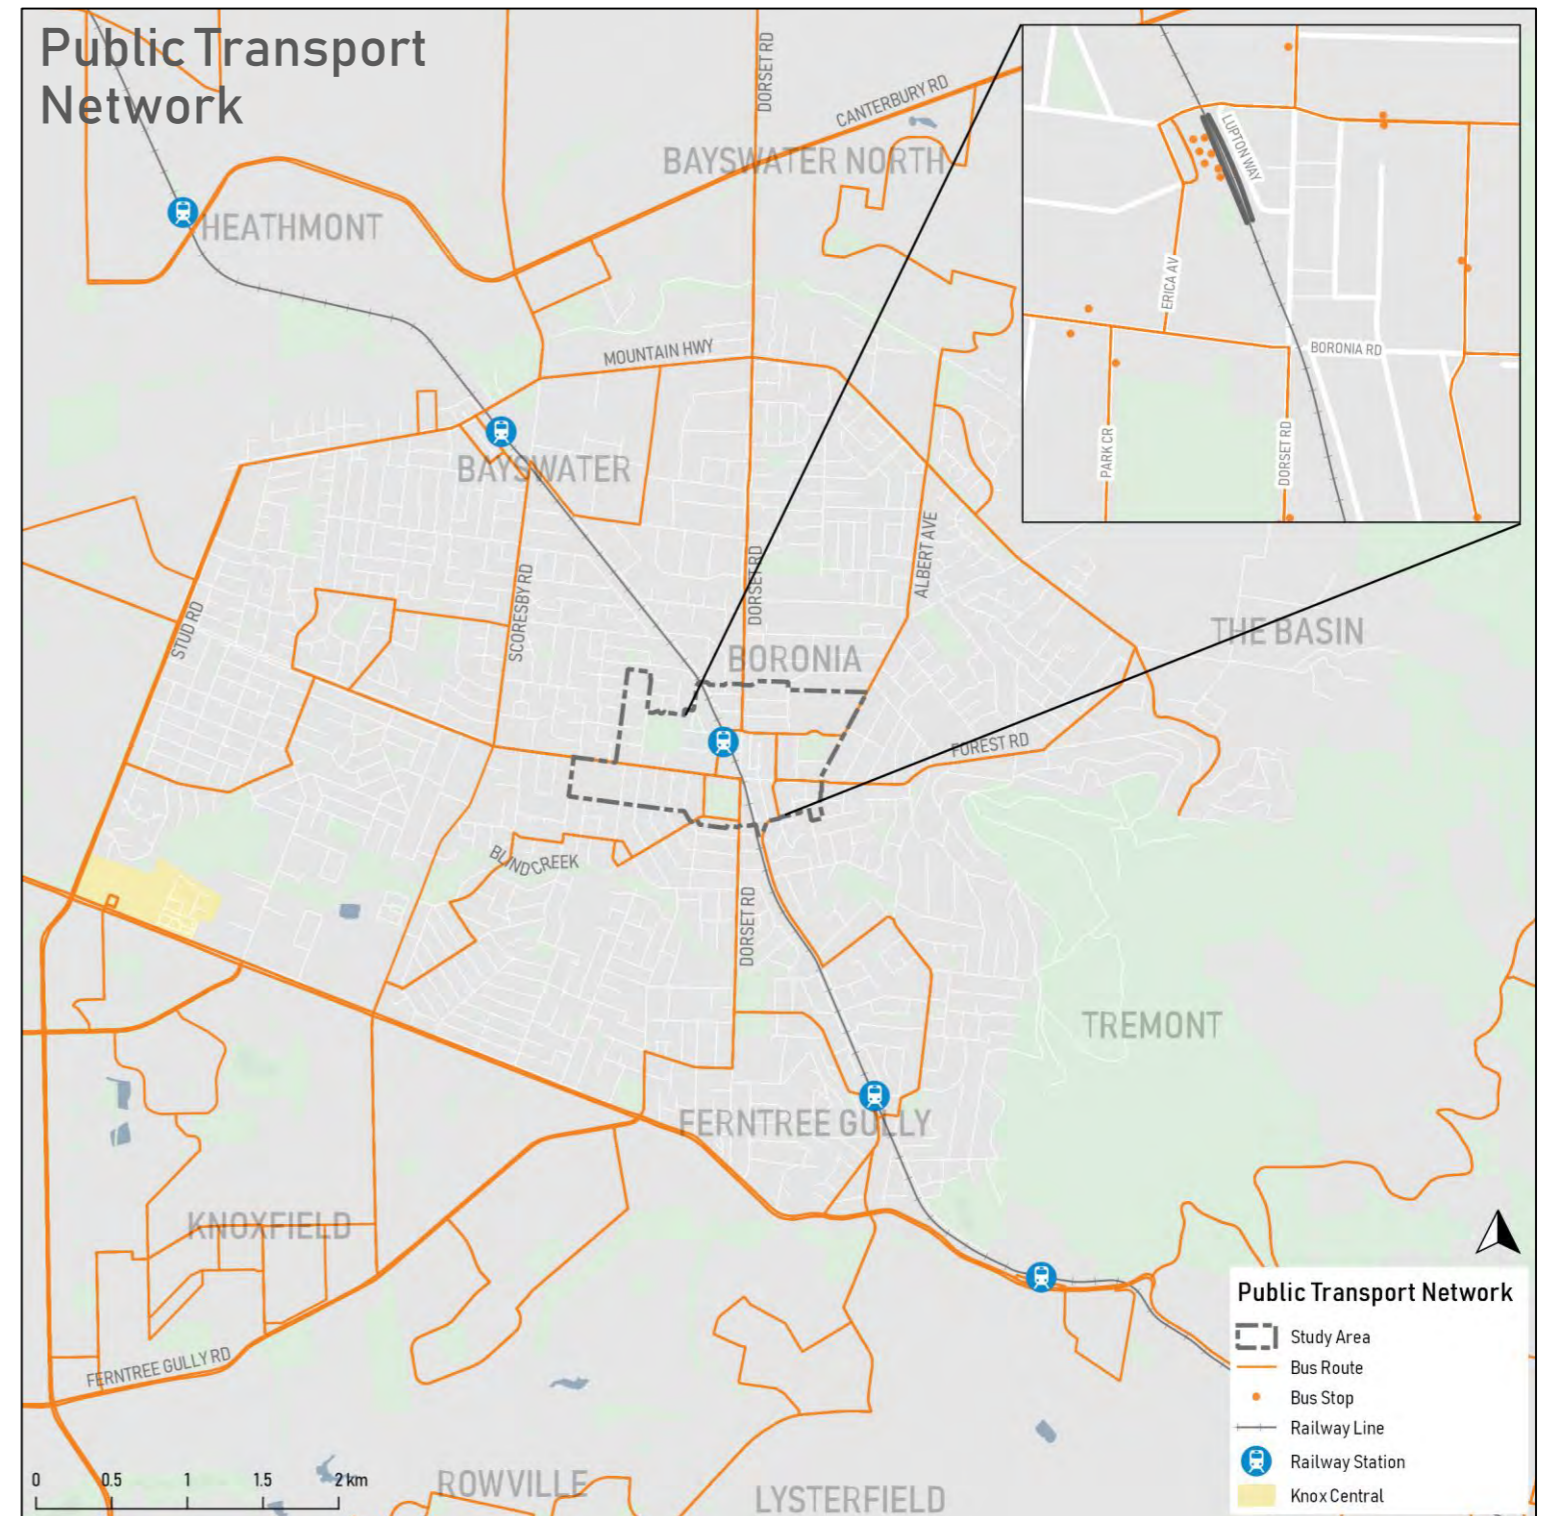 Public Transport
Network
DORSET RD
CANTERBURY RD
BAYSWATER NORTH
HEATHMONT
MOUNTAIN HWY
BAYSWATER
LUPTON WAY
ERICA AV
BORONIA RD
PARK CR
DORSET RD
STUD RD
SCORESBY RD
DORSET RD
ALBERT AVE
THE BASIN
BORONIA
FOREST RD
BLIND CREEK
DORSET RD
TREMONT
FERNTREE GULLY
KNOXFIELD
FERNTREE GULLY RD
ROWVILLE
LYSTERFIELD
0 0.5 1 1.5 2 km
Public Transport Network
Study Area
Bus Route
Bus Stop
Railway Line
Railway Station
Knox Central